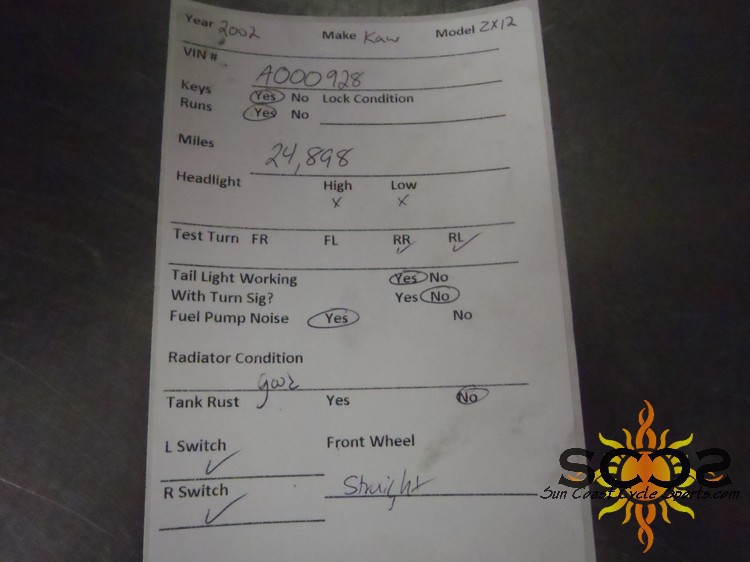 Year 2002 Make Kaw Model ZX12
VIN # A000928
Keys Yes No Lock Condition
Runs Yes No
Miles 24,898
Headlight High Low
x x
Test Turn FR FL RR RL
✓ ✓
Tail Light Working Yes No
With Turn Sig? Yes No
Fuel Pump Noise Yes No
Radiator Condition
good
Tank Rust Yes No
L Switch Front Wheel
✓
R Switch Straight
✓
SCCS
Sun Coast Cycle Sports.com